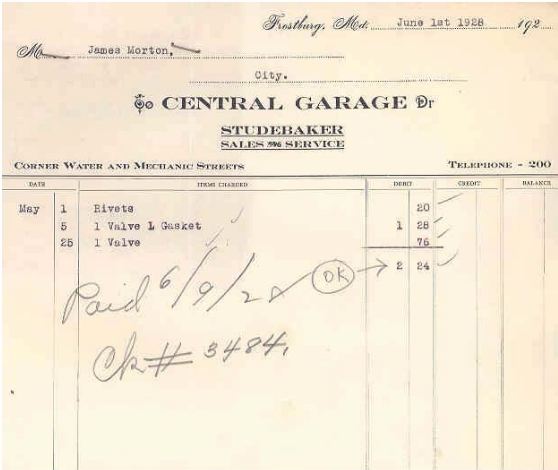 Frostburg, Md. June 1st 1928 192
M James Morton,
City.
To CENTRAL GARAGE Dr
STUDEBAKER
SALES AND SERVICE
CORNER WATER AND MECHANIC STREETS TELEPHONE - 200
DATE ITEMS CHARGED DEBIT CREDIT BALANCE
May 1 Rivets 20
5 1 Valve L Gasket 1 28
25 1 Valve 76
OK → 2 24
Paid 6/9/28
Ck# 3484.